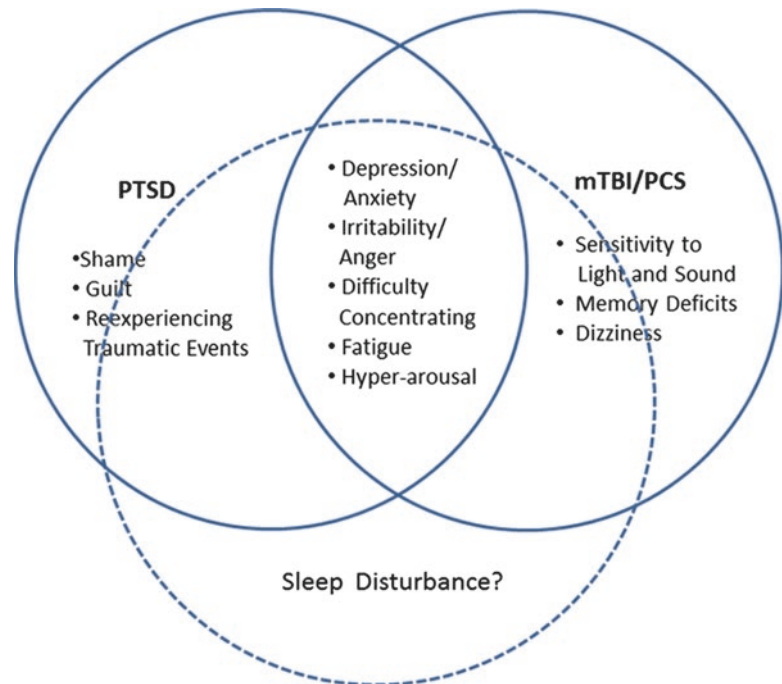 PTSD
•Shame
• Guilt
• Reexperiencing
Traumatic Events
• Depression/
Anxiety
• Irritability/
Anger
• Difficulty
Concentrating
• Fatigue
• Hyper-arousal
mTBI/PCS
• Sensitivity to
Light and Sound
• Memory Deficits
• Dizziness
Sleep Disturbance?